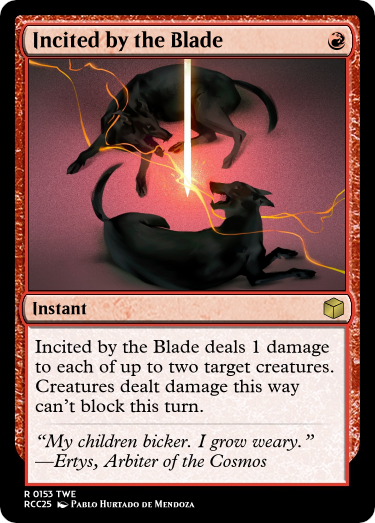 Incited by the Blade
Instant
Incited by the Blade deals 1 damage
to each of up to two target creatures.
Creatures dealt damage this way
can't block this turn.
“My children bicker. I grow weary.”
—Ertys, Arbiter of the Cosmos
R 0153 TWE
RCC25 Pablo Hurtado de Mendoza